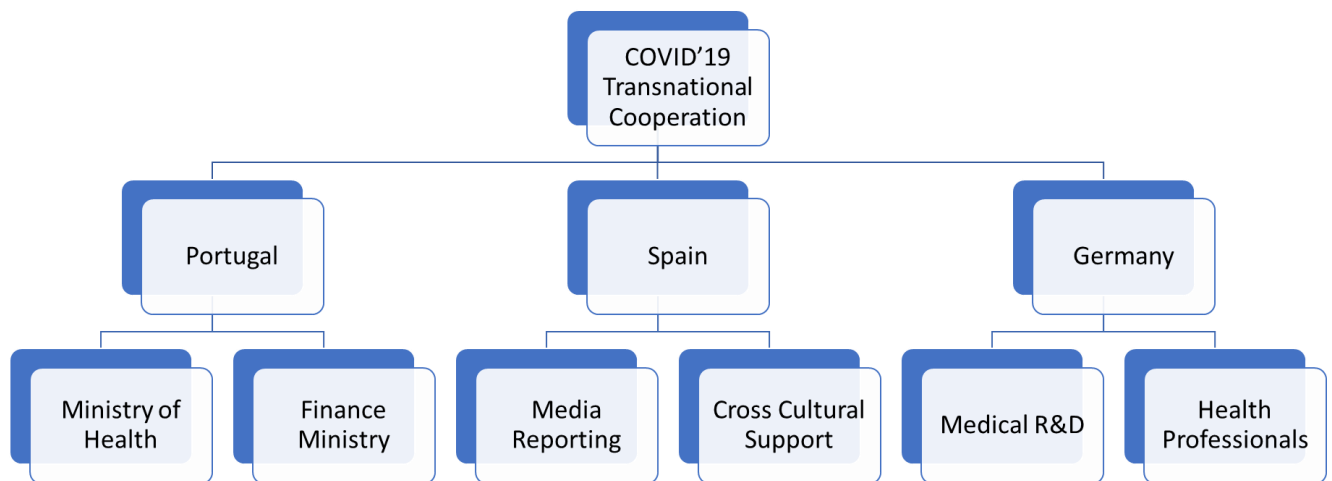 COVID’19
Transnational
Cooperation
Portugal
Spain
Germany
Ministry of
Health
Finance
Ministry
Media
Reporting
Cross Cultural
Support
Medical R&D
Health
Professionals